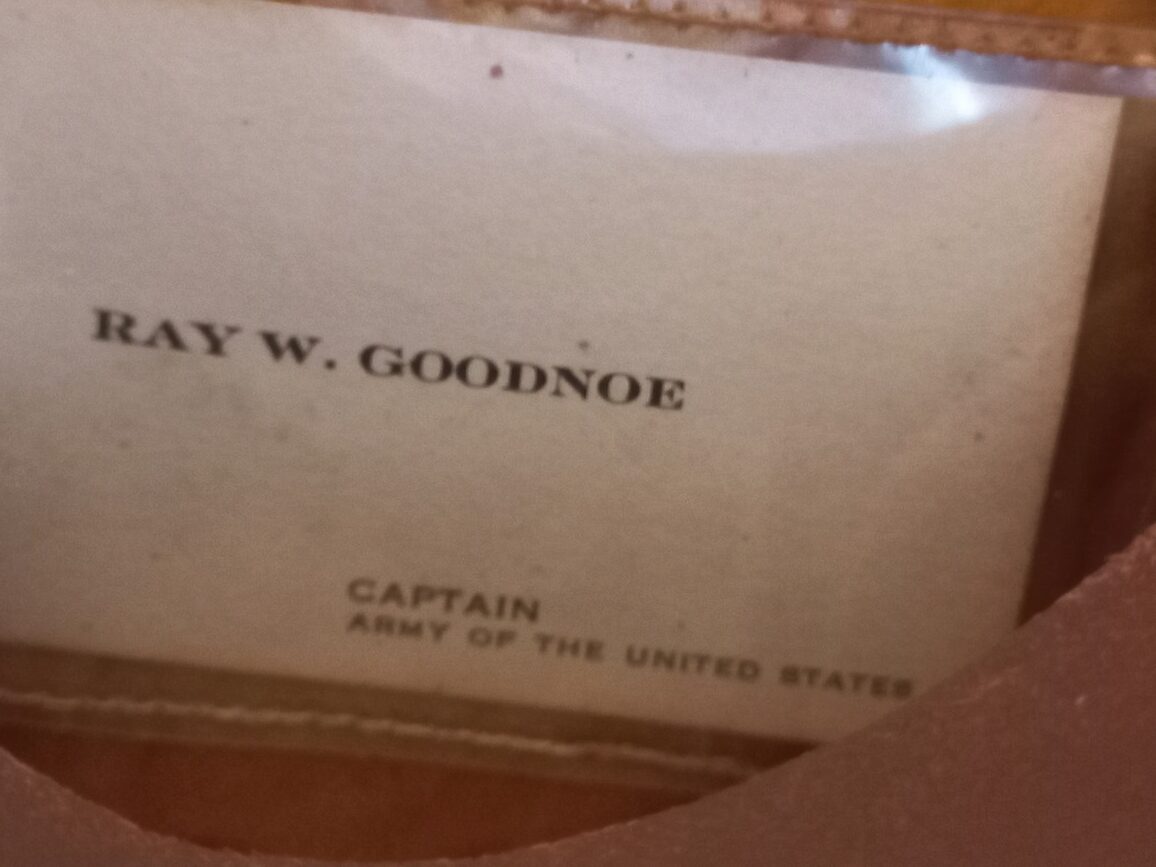 RAY W. GOODNOE
CAPTAIN
ARMY OF THE UNITED STATES